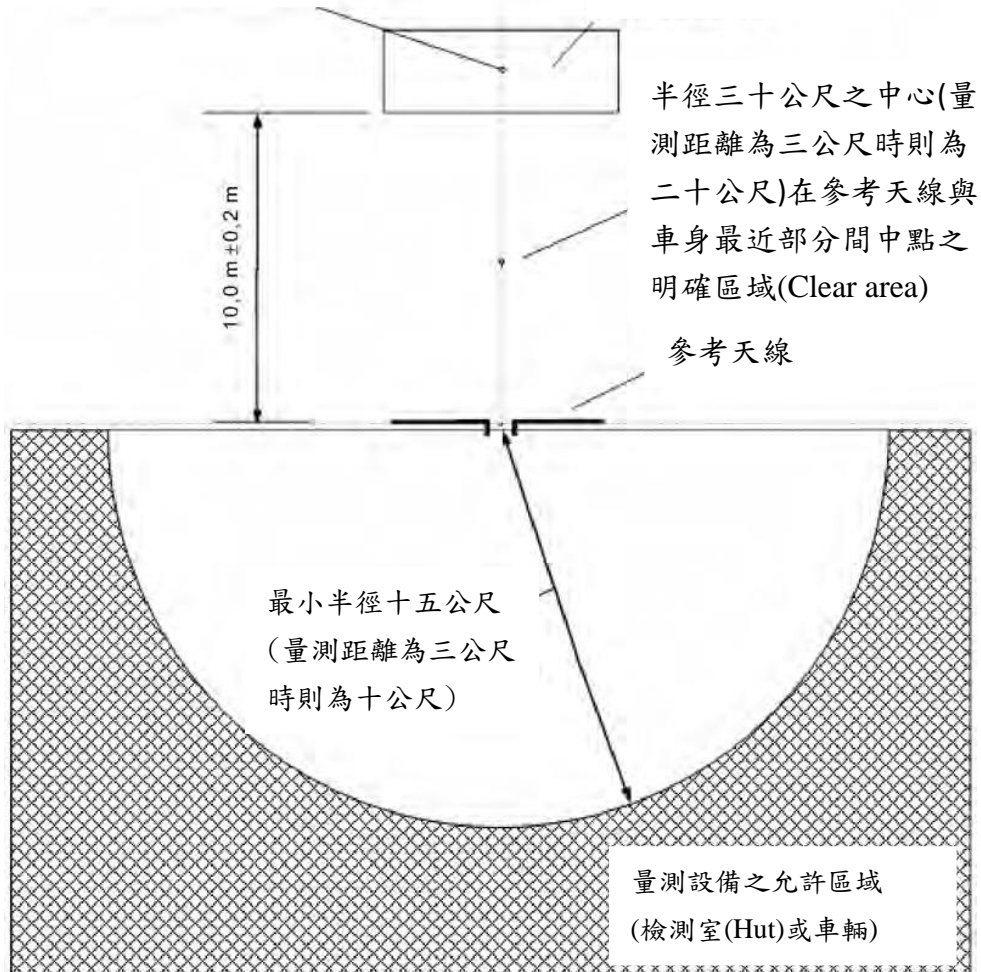 半徑三十公尺之中心(量
測距離為三公尺時則為
二十公尺)在參考天線與
車身最近部分間中點之
明確區域(Clear area)
10,0 m ±0,2 m
參考天線
最小半徑十五公尺
（量測距離為三公尺
時則為十公尺）
量測設備之允許區域
(檢測室(Hut)或車輛)